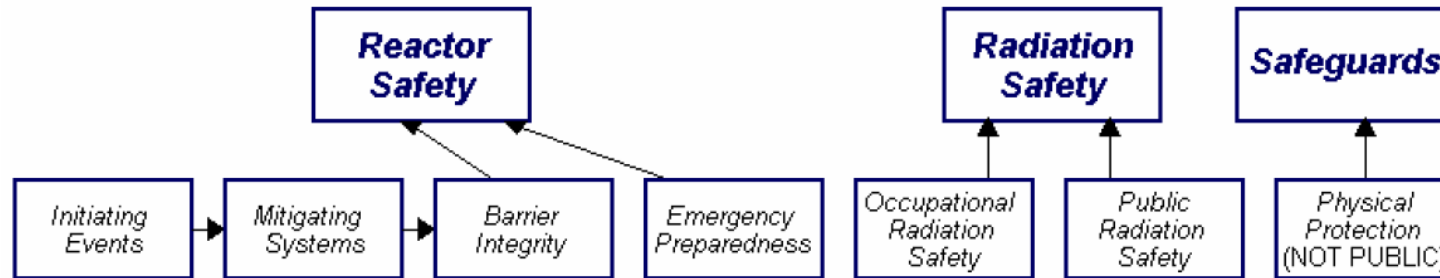 Reactor
Safety
Radiation
Safety
Safeguards
Initiating
Events
Mitigating
Systems
Barrier
Integrity
Emergency
Preparedness
Occupational
Radiation
Safety
Public
Radiation
Safety
Physical
Protection
(NOT PUBLIC)